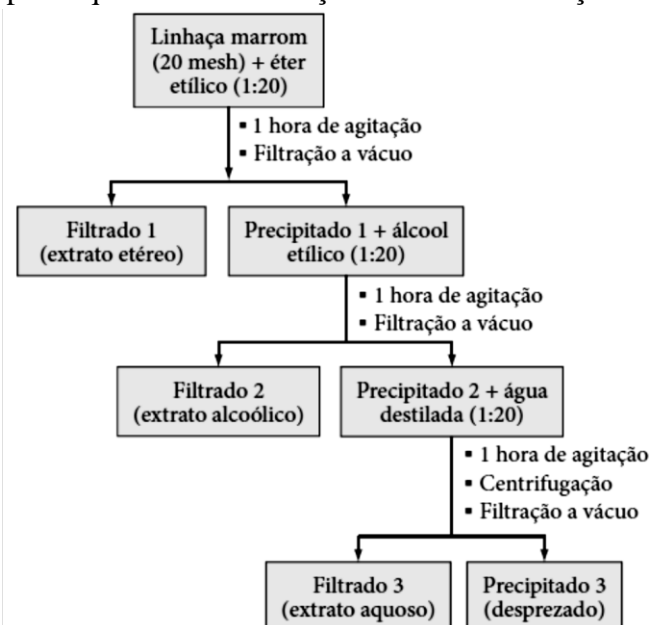 Linhaça marrom
(20 mesh) + éter
etílico (1:20)
▪ 1 hora de agitação
▪ Filtração a vácuo
Filtrado 1
(extrato etéreo)
Precipitado 1 + álcool
etílico (1:20)
▪ 1 hora de agitação
▪ Filtração a vácuo
Filtrado 2
(extrato alcoólico)
Precipitado 2 + água
destilada (1:20)
▪ 1 hora de agitação
▪ Centrifugação
▪ Filtração a vácuo
Filtrado 3
(extrato aquoso)
Precipitado 3
(desprezado)